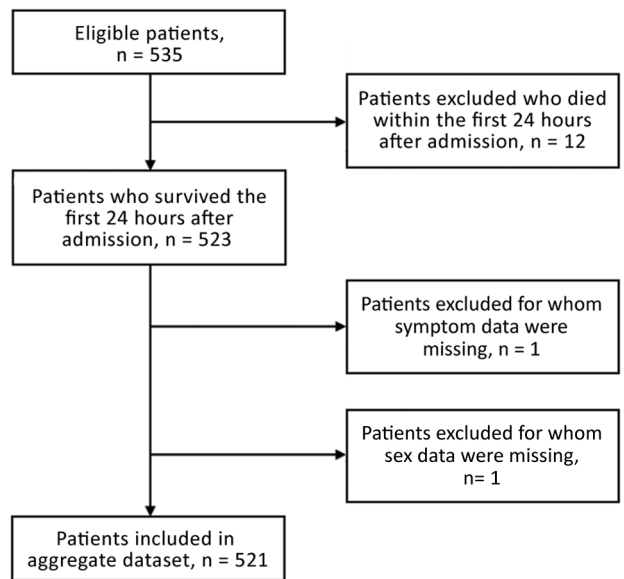 Eligible patients,
n = 535
Patients excluded who died
within the first 24 hours
after admission, n = 12
Patients who survived the
first 24 hours after
admission, n = 523
Patients excluded for whom
symptom data were
missing, n = 1
Patients excluded for whom
sex data were missing,
n= 1
Patients included in
aggregate dataset, n = 521